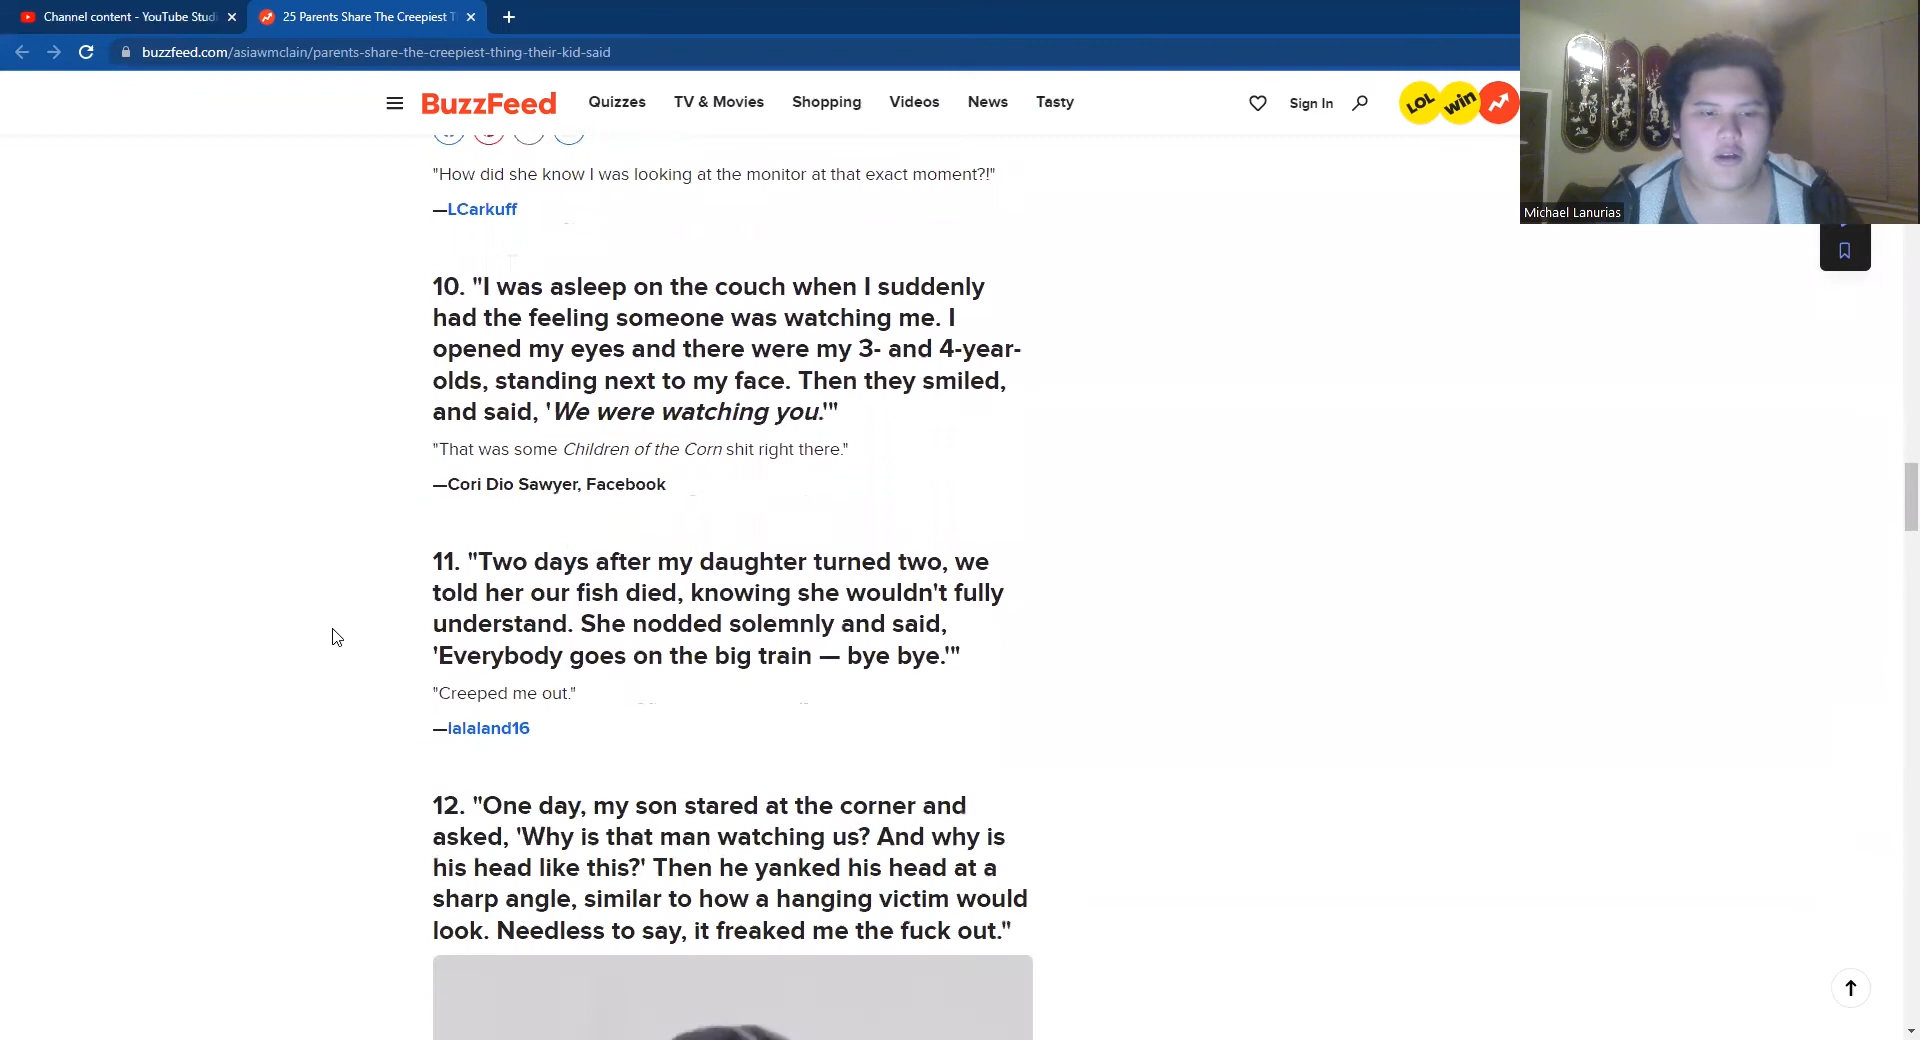 Channel content - YouTube Studi
25 Parents Share The Creepiest T
buzzfeed.com/asiawmclain/parents-share-the-creepiest-thing-their-kid-said
BuzzFeed
Quizzes
TV & Movies
Shopping
Videos
News
Tasty
Sign In
LOL
win
Michael Lanurias
"How did she know I was looking at the monitor at that exact moment?!"
—LCarkuff
10. "I was asleep on the couch when I suddenly
had the feeling someone was watching me. I
opened my eyes and there were my 3- and 4-year-
olds, standing next to my face. Then they smiled,
and said, 'We were watching you.'"
"That was some Children of the Corn shit right there."
—Cori Dio Sawyer, Facebook
11. "Two days after my daughter turned two, we
told her our fish died, knowing she wouldn't fully
understand. She nodded solemnly and said,
'Everybody goes on the big train — bye bye.'"
"Creeped me out."
—lalaland16
12. "One day, my son stared at the corner and
asked, 'Why is that man watching us? And why is
his head like this?' Then he yanked his head at a
sharp angle, similar to how a hanging victim would
look. Needless to say, it freaked me the fuck out."